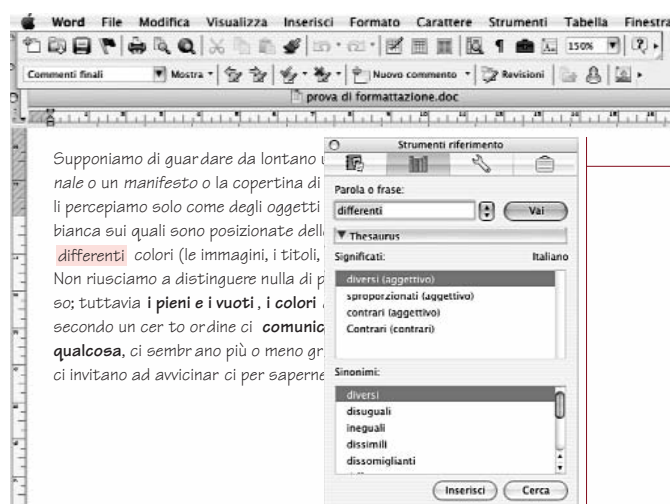 Word File Modifica Visualizza Inserisci Formato Carattere Strumenti Tabella Finestra
150%
Commenti finali Mostra Nuovo commento Revisioni
prova di formattazione.doc
Strumenti riferimento
Supponiamo di guardare da lontano
nale o un manifesto o la copertina di
li percepiamo solo come degli oggetti
bianca sui quali sono posizionate delle
differenti colori (le immagini, i titoli,
Non riusciamo a distinguere nulla di p
so; tuttavia i pieni e i vuoti, i colori
secondo un cer to ordine ci comunic
qualcosa, ci sembr ano più o meno gr
ci invitano ad avvicinar ci per saperne
Parola o frase:
differenti Vai
Thesaurus
Significati: Italiano
diversi (aggettivo)
sproporzionati (aggettivo)
contrari (aggettivo)
Contrari (contrari)
Sinonimi:
diversi
disuguali
ineguali
dissimili
dissomiglianti
Inserisci Cerca